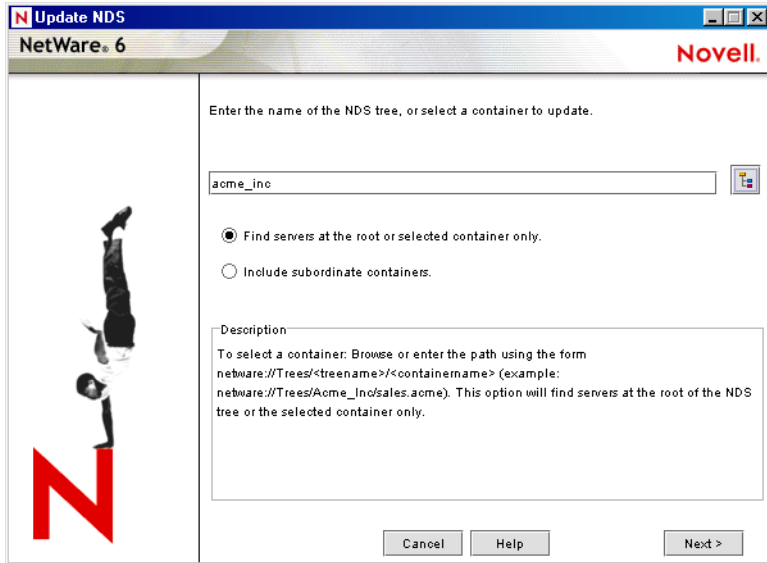 N Update NDS
NetWare® 6
Novell.
Enter the name of the NDS tree, or select a container to update.
acme_inc
Find servers at the root or selected container only.
Include subordinate containers.
Description
To select a container: Browse or enter the path using the form
netware://Trees/<treename>/<containername> (example:
netware://Trees/Acme_Inc/sales.acme). This option will find servers at the root of the NDS
tree or the selected container only.
N
Cancel
Help
Next >